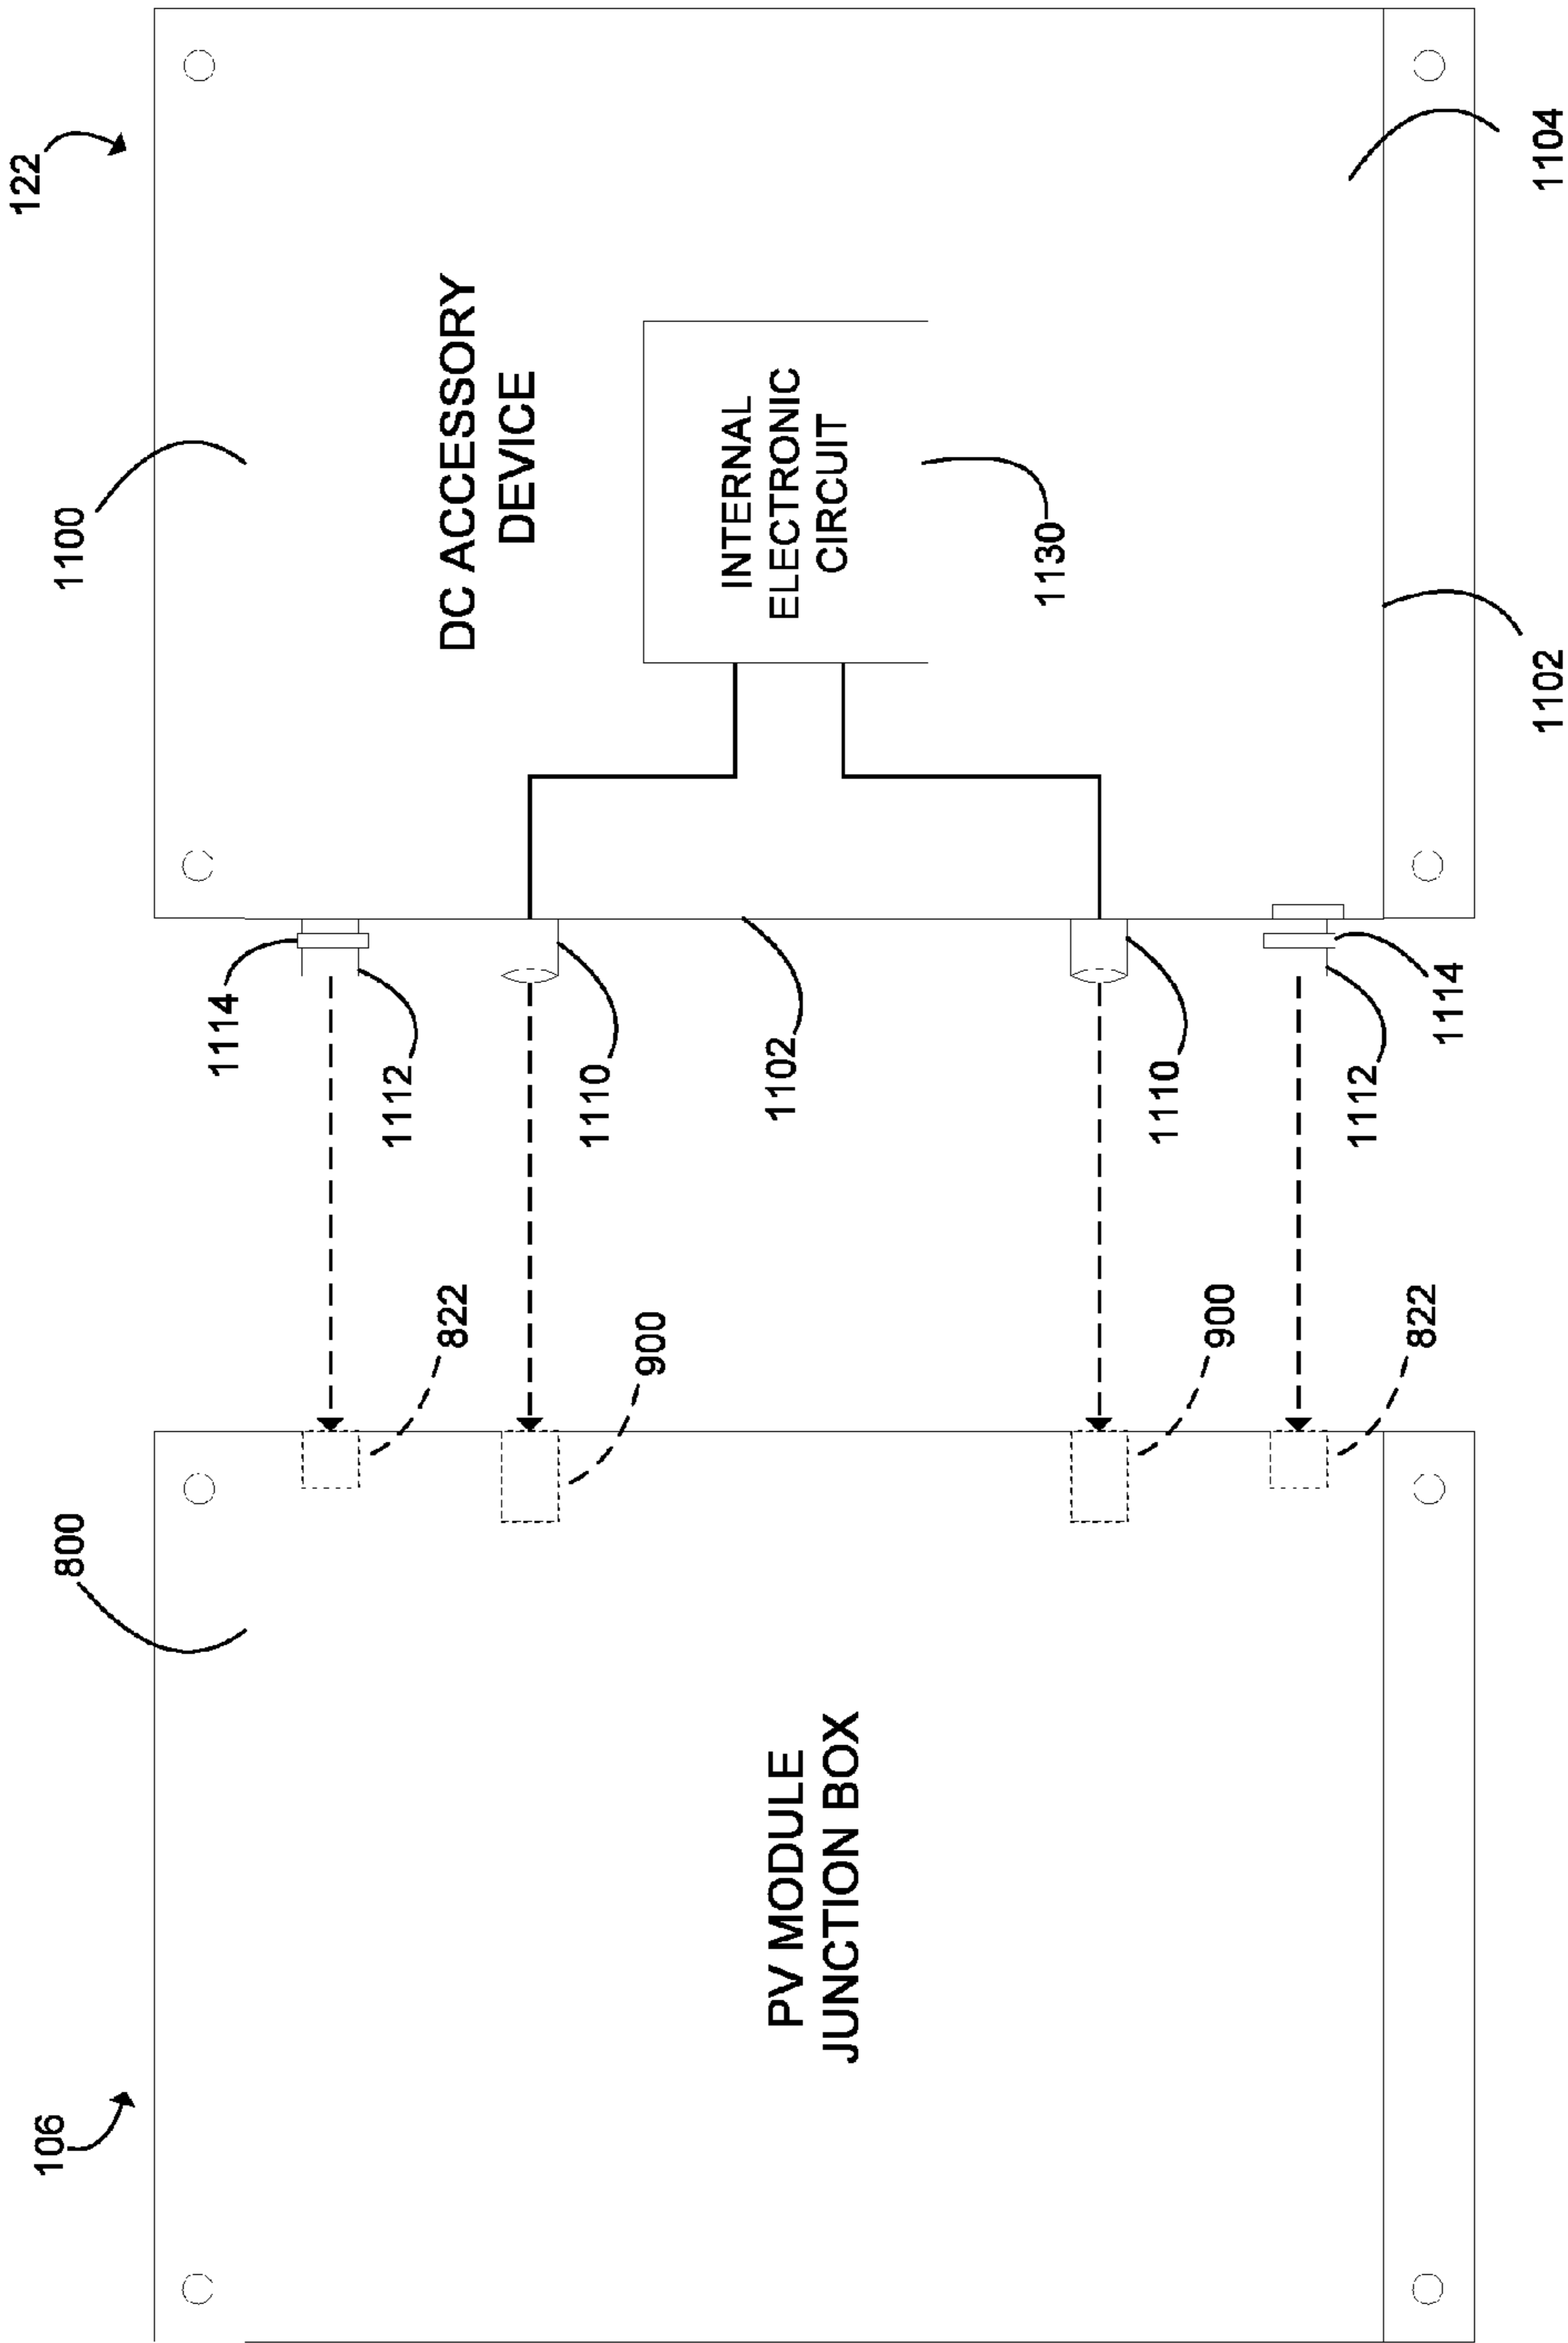 106
800
1100
122
PV MODULE
JUNCTION BOX
822
900
900
822
1114
1112
1110
1102
1110
1112
1114
DC ACCESSORY
DEVICE
INTERNAL
ELECTRONIC
CIRCUIT
1130
1102
1104